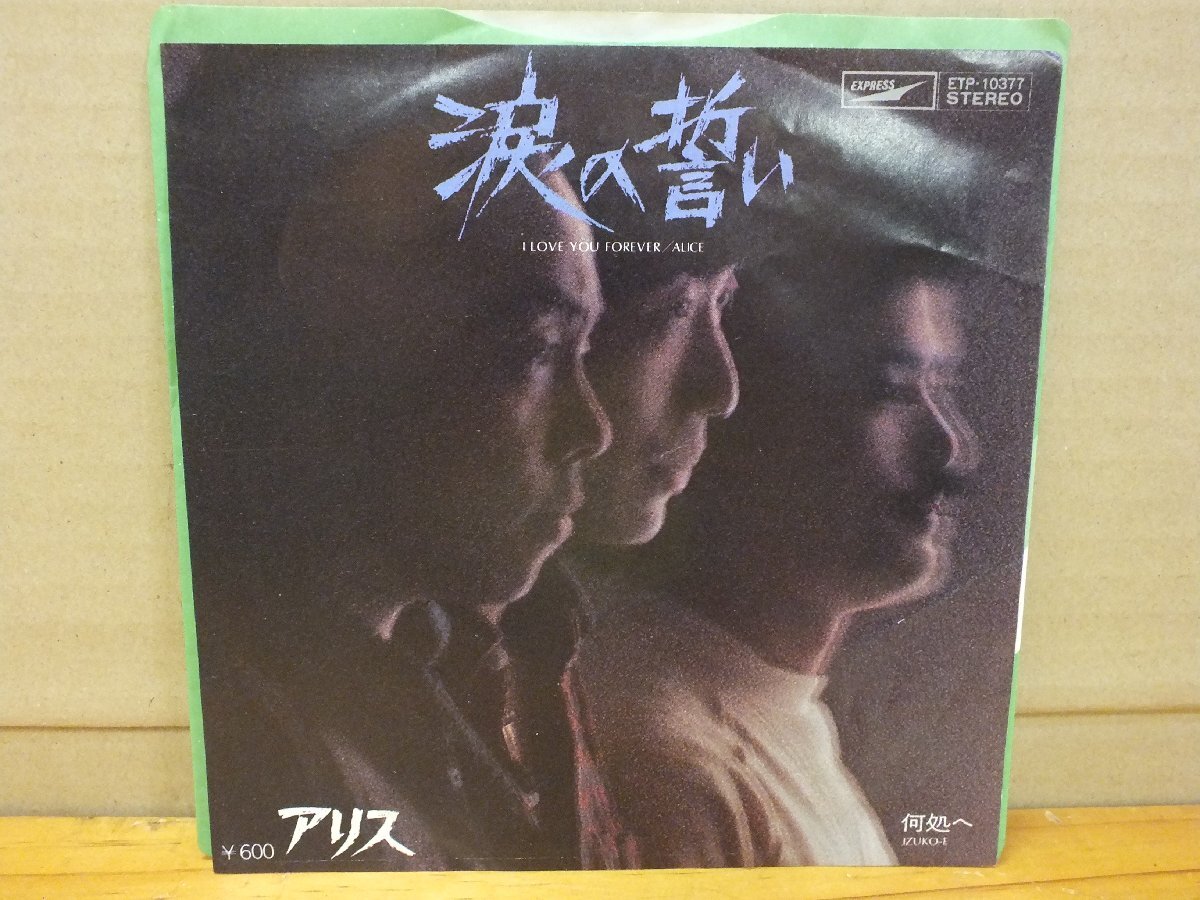 涙の誓い
I LOVE YOU FOREVER/ALICE
EXPRESS
ETP-10377
STEREO
¥600
アリス
何処へ
IZUKO-E